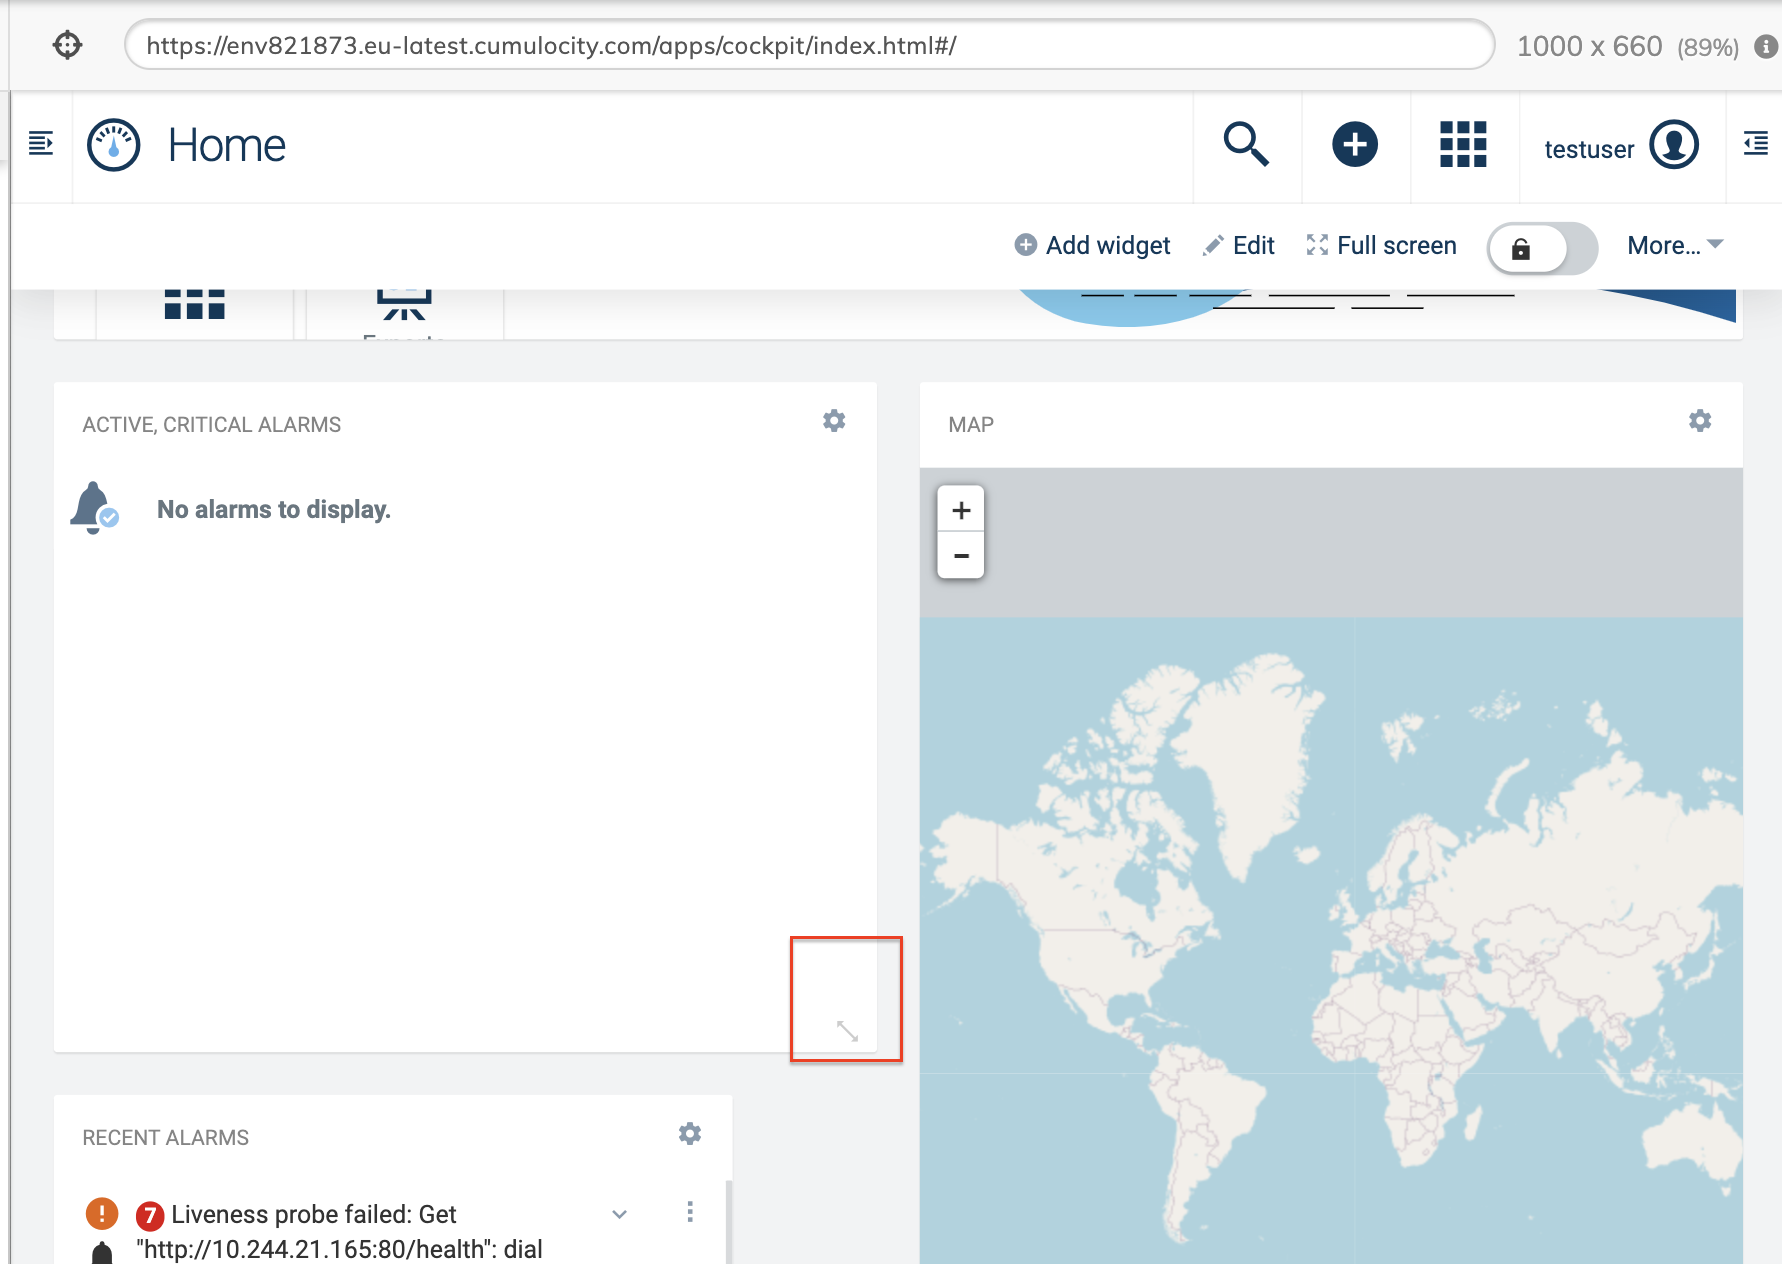 https://env821873.eu-latest.cumulocity.com/apps/cockpit/index.html#/
1000 x 660 (89%)
Home
testuser
Add widget
Edit
Full screen
More...
ACTIVE, CRITICAL ALARMS
No alarms to display.
MAP
+
−
RECENT ALARMS
7 Liveness probe failed: Get
"http://10.244.21.165:80/health": dial